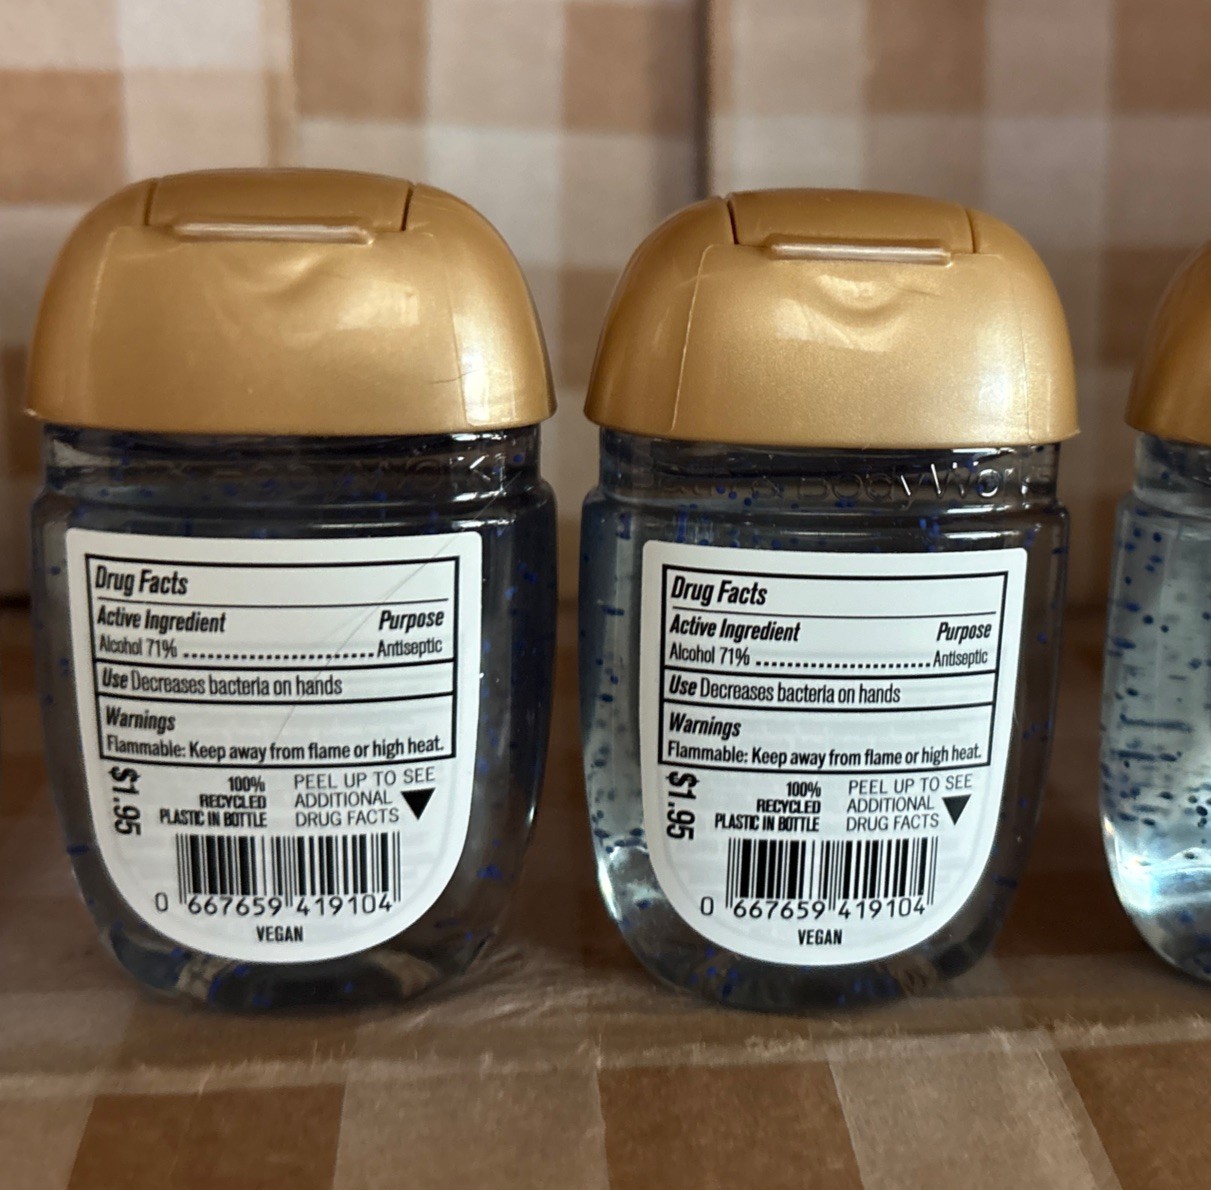 Drug Facts
Active Ingredient Purpose
Alcohol 71% ........................ Antiseptic
Use Decreases bacteria on hands
Warnings
Flammable: Keep away from flame or high heat.
$1.95
100%
RECYCLED
PLASTIC IN BOTTLE
PEEL UP TO SEE
ADDITIONAL
DRUG FACTS
0 667659 419104
VEGAN
Body Wo
Drug Facts
Active Ingredient Purpose
Alcohol 71% ........................ Antiseptic
Use Decreases bacteria on hands
Warnings
Flammable: Keep away from flame or high heat.
$1.95
100%
RECYCLED
PLASTIC IN BOTTLE
PEEL UP TO SEE
ADDITIONAL
DRUG FACTS
0 667659 419104
VEGAN